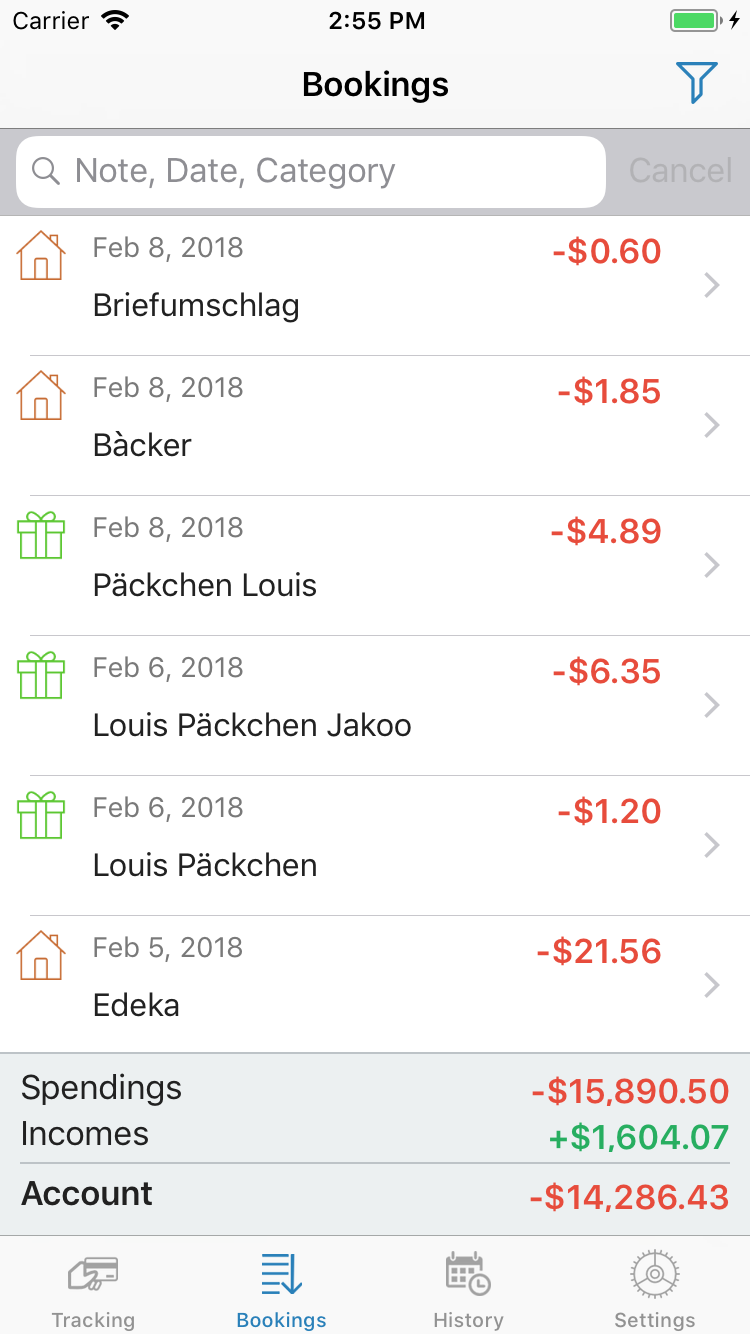 Carrier 2:55 PM
Bookings
Note, Date, Category Cancel
Feb 8, 2018 -$0.60
Briefumschlag
Feb 8, 2018 -$1.85
Bàcker
Feb 8, 2018 -$4.89
Päckchen Louis
Feb 6, 2018 -$6.35
Louis Päckchen Jakoo
Feb 6, 2018 -$1.20
Louis Päckchen
Feb 5, 2018 -$21.56
Edeka
Spendings -$15,890.50
Incomes +$1,604.07
Account -$14,286.43
Tracking Bookings History Settings